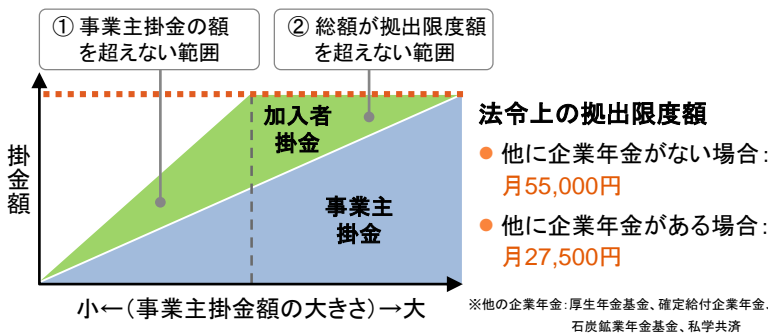 ① 事業主掛金の額
を超えない範囲
② 総額が拠出限度額
を超えない範囲
掛金額
加入者
掛金
事業主
掛金
小←(事業主掛金額の大きさ)→大
法令上の拠出限度額
● 他に企業年金がない場合:
月55,000円
● 他に企業年金がある場合:
月27,500円
※他の企業年金:厚生年金基金、確定給付企業年金、
石炭鉱業年金基金、私学共済